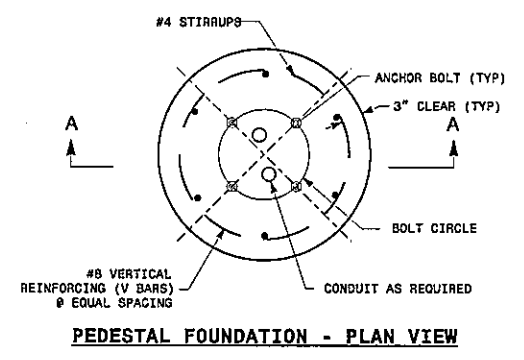 #4 STIRRUPS
ANCHOR BOLT (TYP)
3" CLEAR (TYP)
A
A
BOLT CIRCLE
#8 VERTICAL
REINFORCING (V BARS)
@ EQUAL SPACING
CONDUIT AS REQUIRED
PEDESTAL FOUNDATION - PLAN VIEW